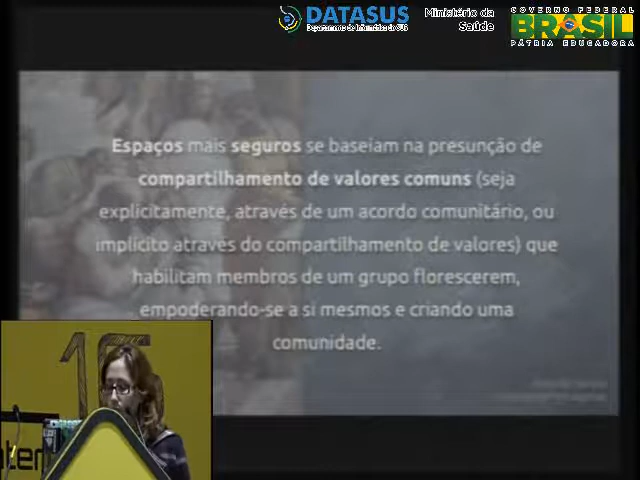 DATASUS
Ministério da
Saúde
GOVERNO FEDERAL
BRASIL
PÁTRIA EDUCADORA
Espaços mais seguros se baseiam na presunção de
compartilhamento de valores comuns (seja
explicitamente, através de um acordo comunitário, ou
implícito através do compartilhamento de valores) que
habilitam membros de um grupo florescerem,
empoderando-se a si mesmos e criando uma
comunidade.